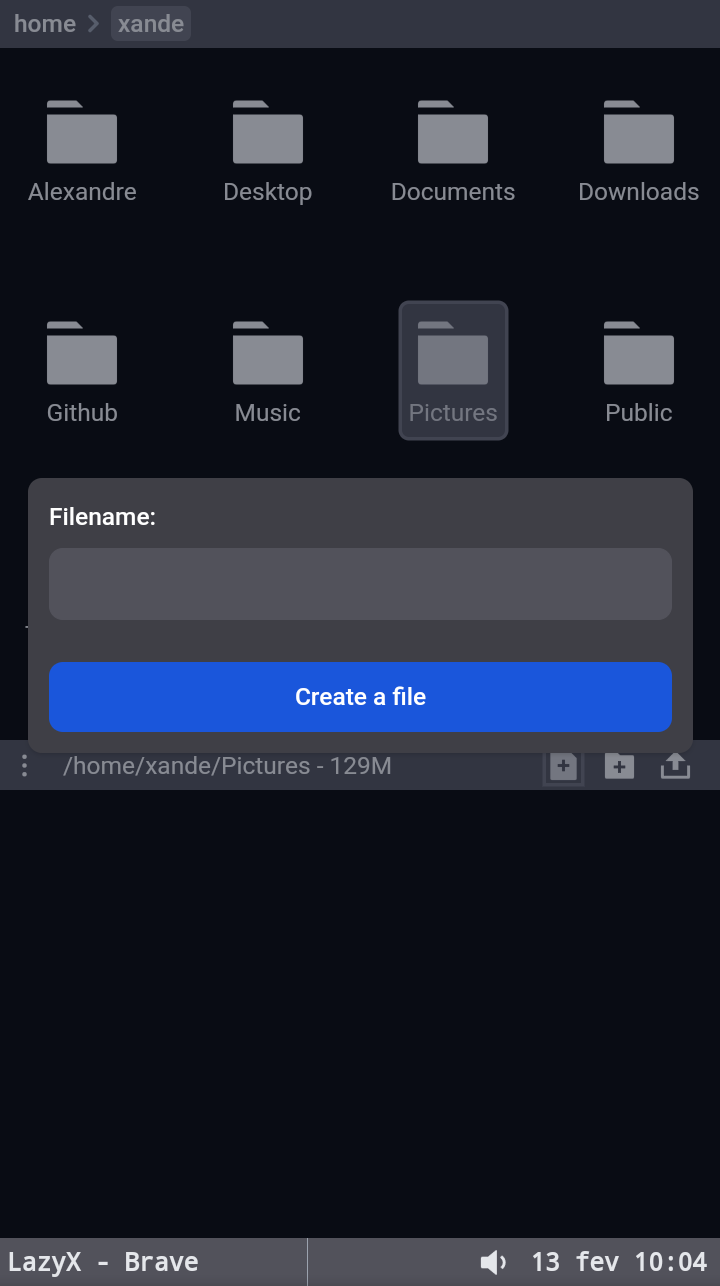 home xande
Alexandre Desktop Documents Downloads
Github Music Pictures Public
Filename:
Create a file
/home/xande/Pictures - 129M
LazyX - Brave 13 fev 10:04